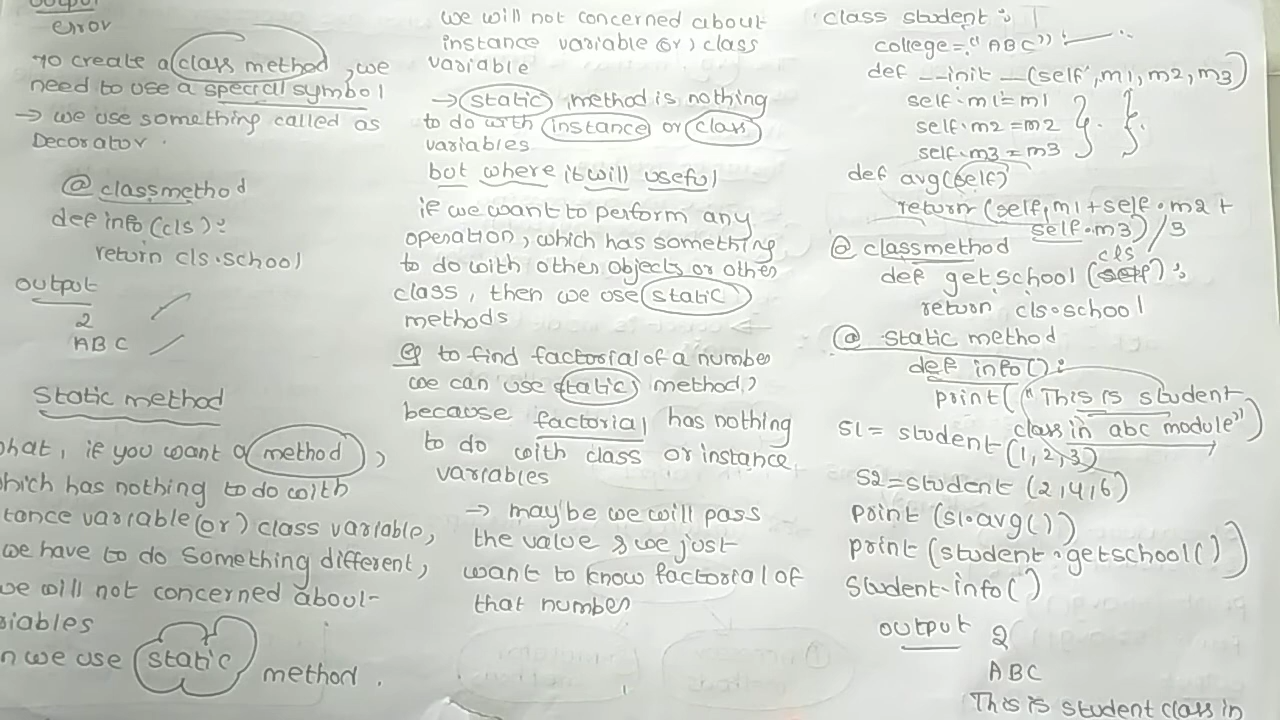 output
error
To create a class method, we
need to use a special symbol
→ we use something called as
Decorator.
@ classmethod
def info (cls):
return cls.school
output
2
ABC
Static method
hat, if you want a method,
hich has nothing to do with
tance variable (or) class variable,
we have to do something different,
we will not concerned about
riables
n we use static method.
we will not concerned about
instance variable (or) class
variable
→ static method is nothing
to do with instance or class
variables
but where it will useful
if we want to perform any
operation, which has something
to do with other objects or other
class, then we use static
methods
Eg to find factorial of a number
we can use static method,
because factorial has nothing
to do with class or instance
variables
→ maybe we will pass
the value & we just
want to know factorial of
that number
class student:
college="ABC"
def __init__(self, m1, m2, m3)
self.m1=m1
self.m2=m2
self.m3=m3
def avg(self)
return (self.m1+self.m2+
self.m3)/3
@ classmethod
cls
def getschool (self):
return cls.school
@ static method
def info():
print("This is student
class in abc module")
S1= student (1,2,3)
S2=student (2,4,6)
print (s1.avg())
print (student.getschool())
student.info()
output 2
ABC
This is student class in